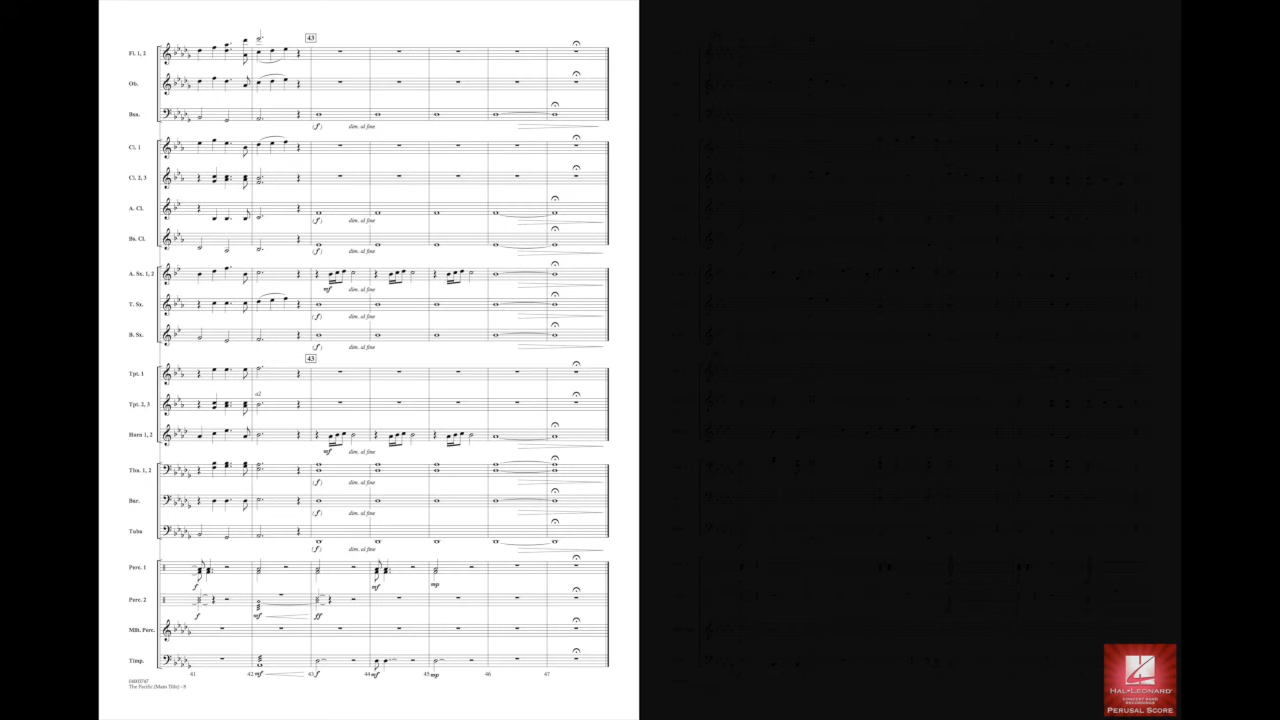 43
Fl. 1, 2
Ob.
Bsn.
(f) dim. al fine
Cl. 1
Cl. 2, 3
A. Cl.
(f) dim. al fine
Bs. Cl.
(f) dim. al fine
A. Sx. 1, 2
mf dim. al fine
T. Sx.
(f) dim. al fine
B. Sx.
(f) dim. al fine
43
Tpt. 1
a2
Tpt. 2, 3
Horn 1, 2
mf dim. al fine
Tbn. 1, 2
(f) dim. al fine
Bar.
(f) dim. al fine
Tuba
(f) dim. al fine
Perc. 1
f mf mp
Perc. 2
f mf ff
Mlt. Perc.
Timp.
mf f mf mp
41 42 43 44 45 46 47
04003747
The Pacific (Main Title) - 8
HAL•LEONARD
CONCERT BAND
RECORDINGS
PERUSAL SCORE